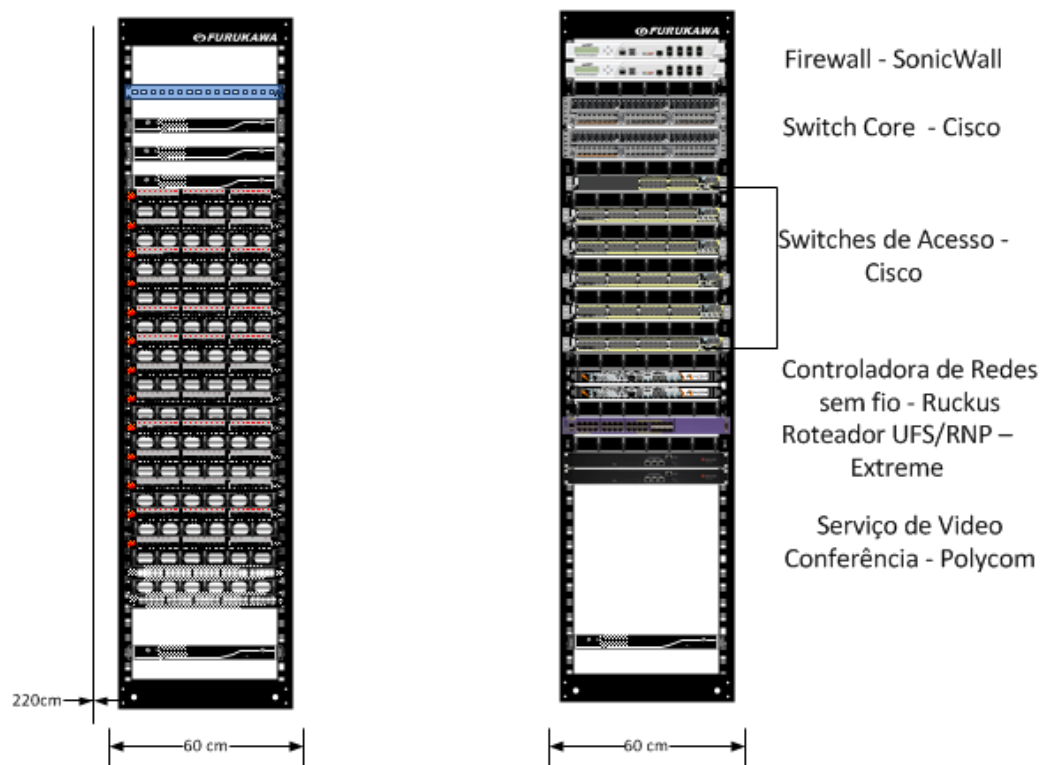 FURUKAWA
FURUKAWA
Firewall - SonicWall
Switch Core - Cisco
Switches de Acesso -
Cisco
Controladora de Redes
sem fio - Ruckus
Roteador UFS/RNP –
Extreme
Serviço de Video
Conferência - Polycom
220cm
60 cm
60 cm